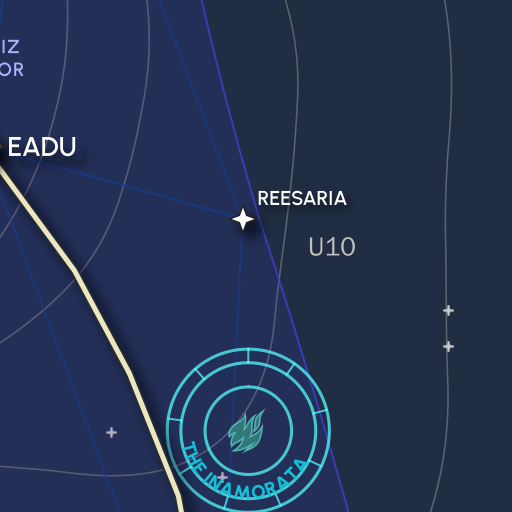 IZ
OR
EADU
REESARIA
U10
THE INAMORATA